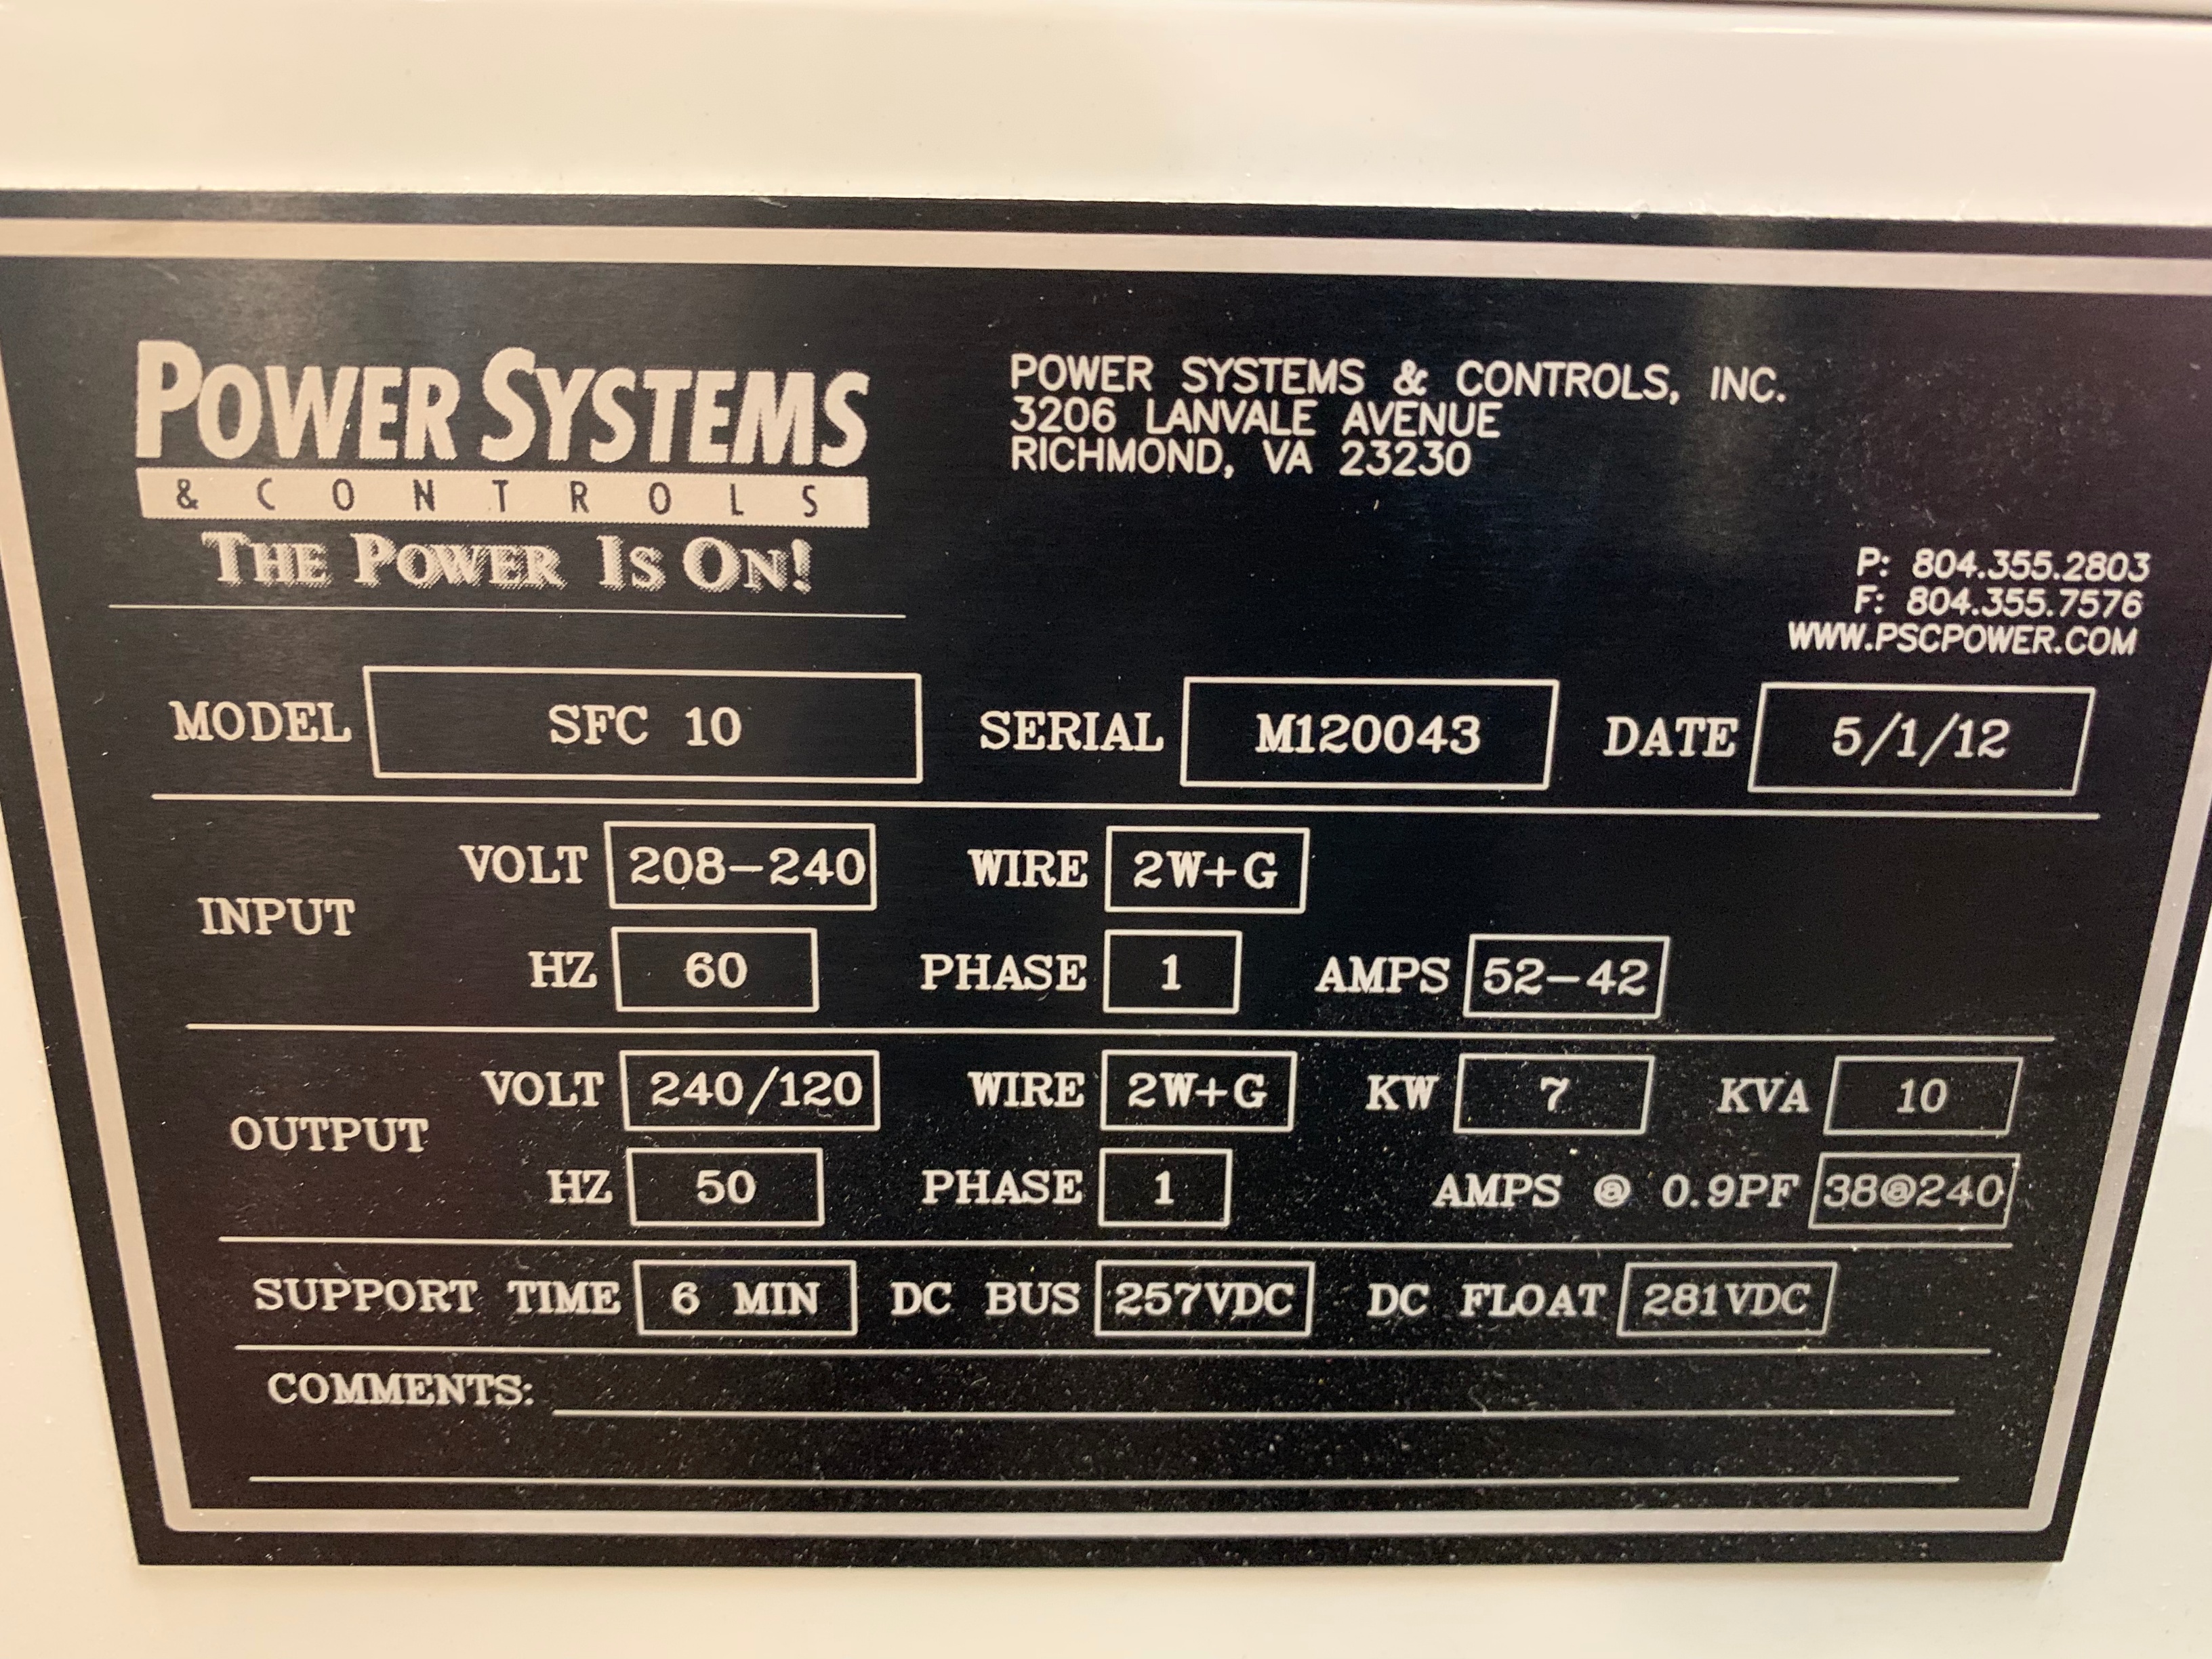 POWER SYSTEMS
& CONTROLS
THE POWER IS ON!
POWER SYSTEMS & CONTROLS, INC.
3206 LANVALE AVENUE
RICHMOND, VA 23230
P: 804.355.2803
F: 804.355.7576
WWW.PSCPOWER.COM
MODEL SFC 10 SERIAL M120043 DATE 5/1/12
INPUT
VOLT 208-240 WIRE 2W+G
HZ 60 PHASE 1 AMPS 52-42
OUTPUT
VOLT 240/120 WIRE 2W+G KW 7 KVA 10
HZ 50 PHASE 1 AMPS @ 0.9PF 38@240
SUPPORT TIME 6 MIN DC BUS 257VDC DC FLOAT 281VDC
COMMENTS: